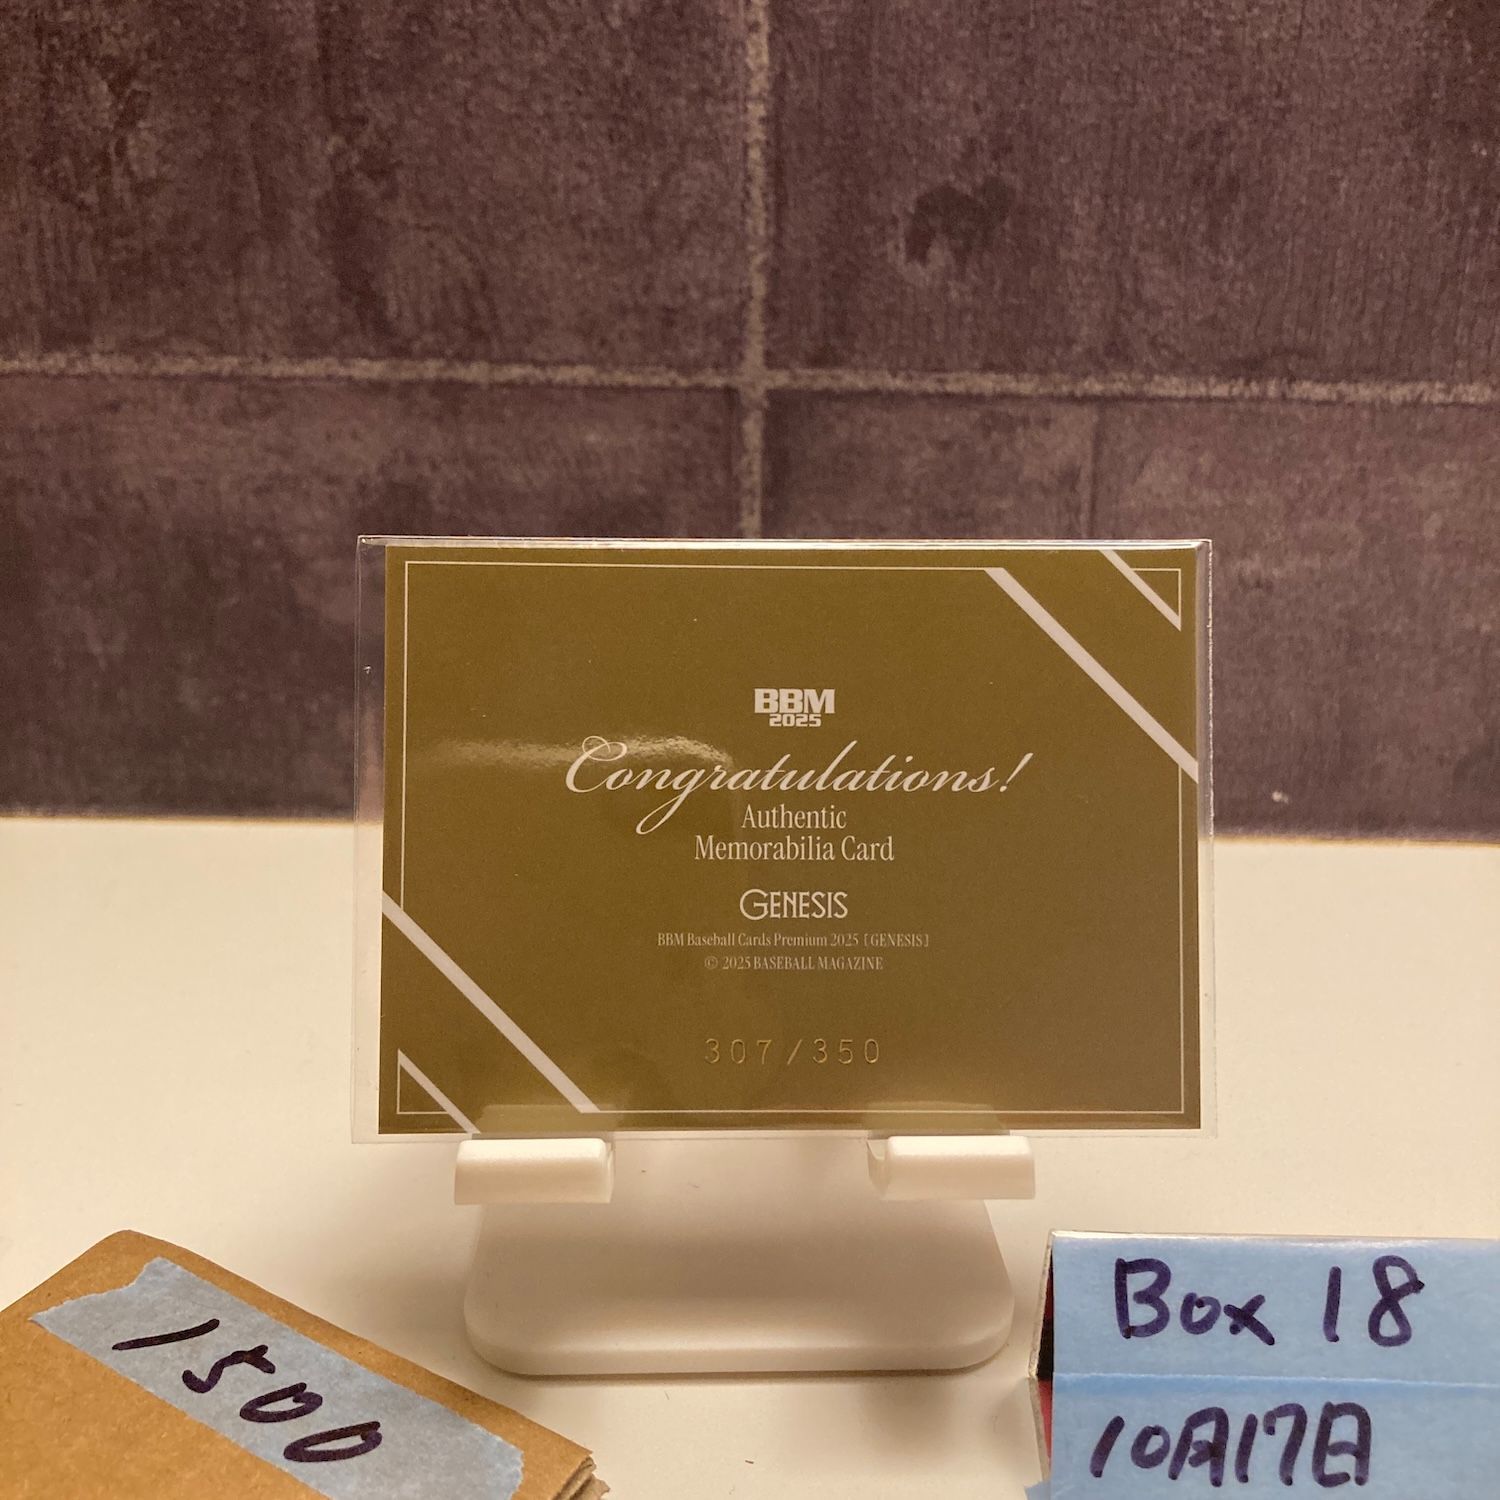 BBM
2025
Congratulations!
Authentic
Memorabilia Card
GENESIS
BBM Baseball Cards Premium 2025 [GENESIS]
© 2025 BASEBALL MAGAZINE
307/350
1500
Box 18
10月17日